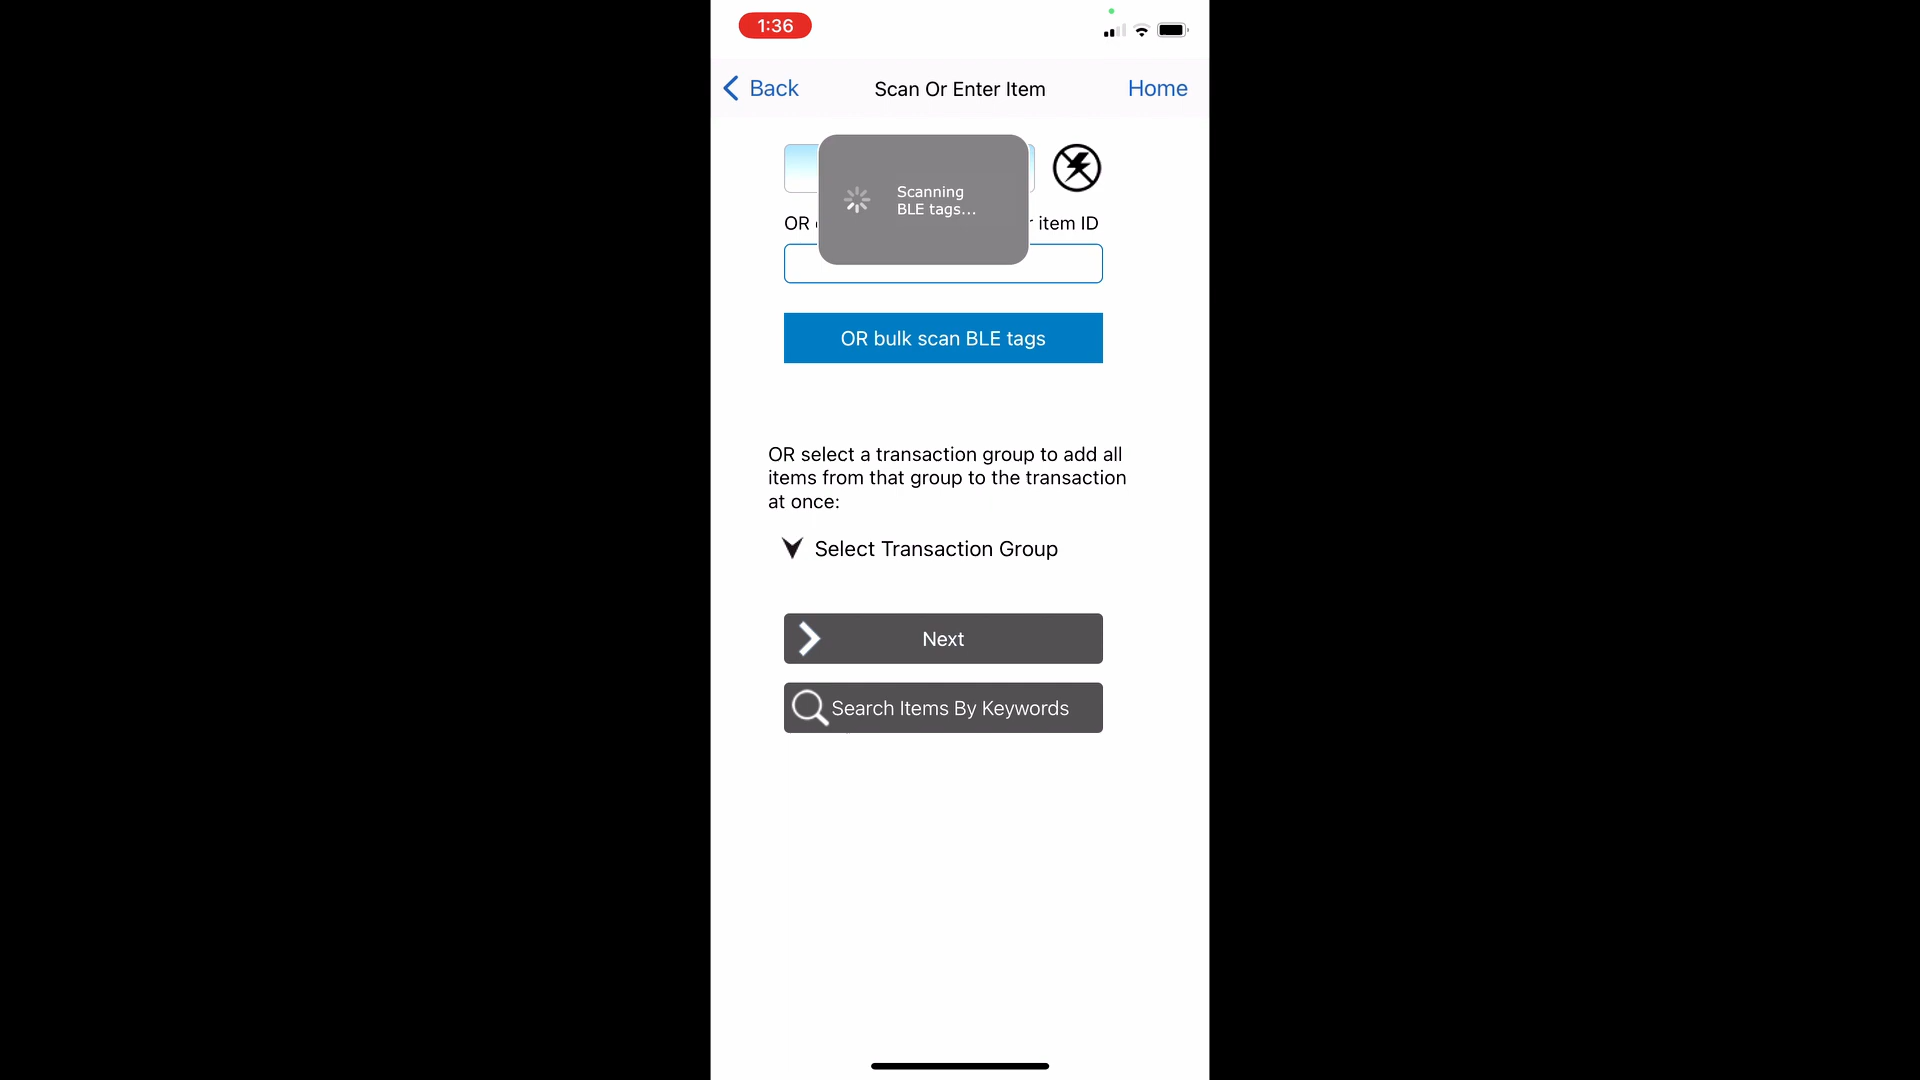 1:36
Back
Scan Or Enter Item
Home
Scanning
BLE tags...
OR
item ID
OR bulk scan BLE tags
OR select a transaction group to add all
items from that group to the transaction
at once:
Select Transaction Group
Next
Search Items By Keywords